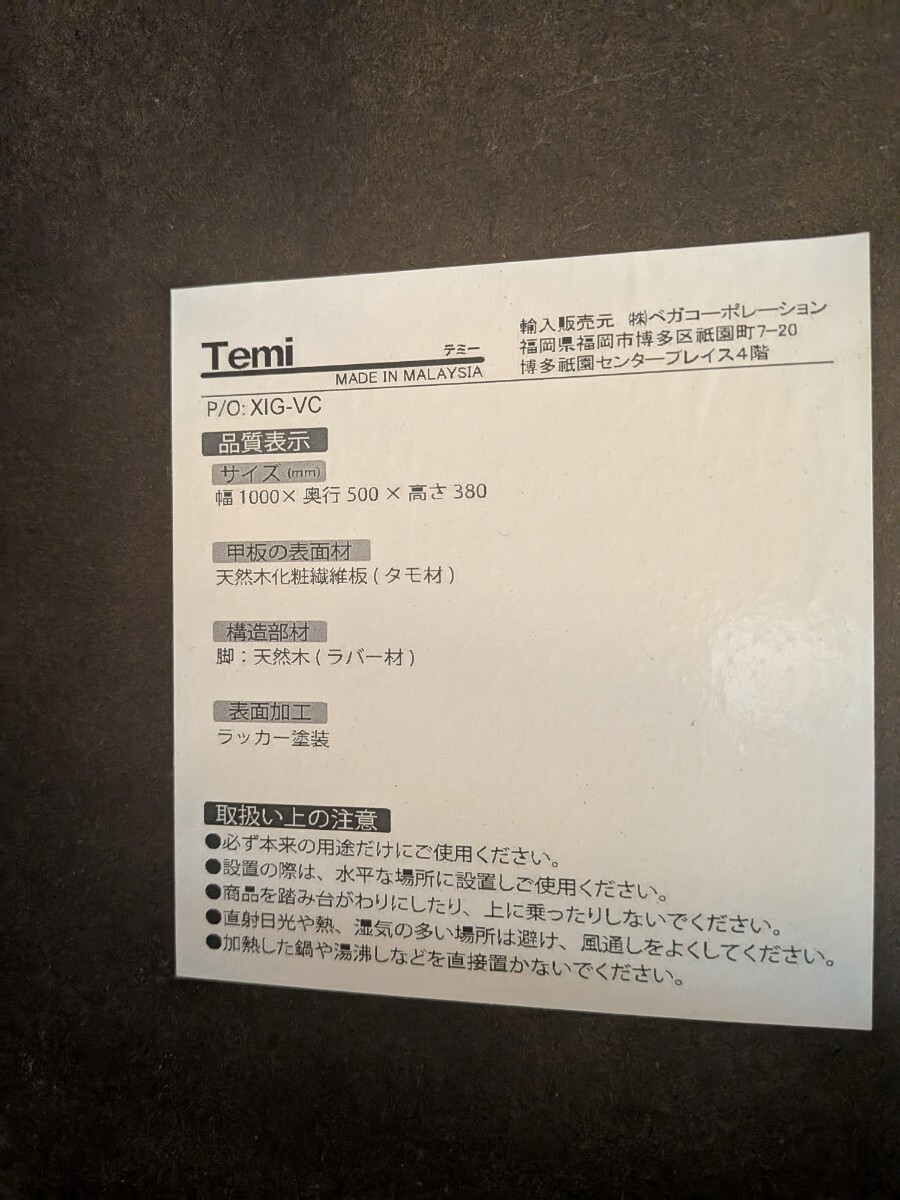 Temi
テミー
MADE IN MALAYSIA
輸入販売元 ㈱ベガコーポレーション
福岡県福岡市博多区祇園町7-20
博多祇園センタープレイス4階
P/O: XIG-VC
品質表示
サイズ (mm)
幅1000×奥行500×高さ380
甲板の表面材
天然木化粧繊維板(タモ材)
構造部材
脚：天然木(ラバー材)
表面加工
ラッカー塗装
取扱い上の注意
●必ず本来の用途だけにご使用ください。
●設置の際は、水平な場所に設置しご使用ください。
●商品を踏み台がわりにしたり、上に乗ったりしないでください。
●直射日光や熱、湿気の多い場所は避け、風通しをよくしてください。
●加熱した鍋や湯沸しなどを直接置かないでください。